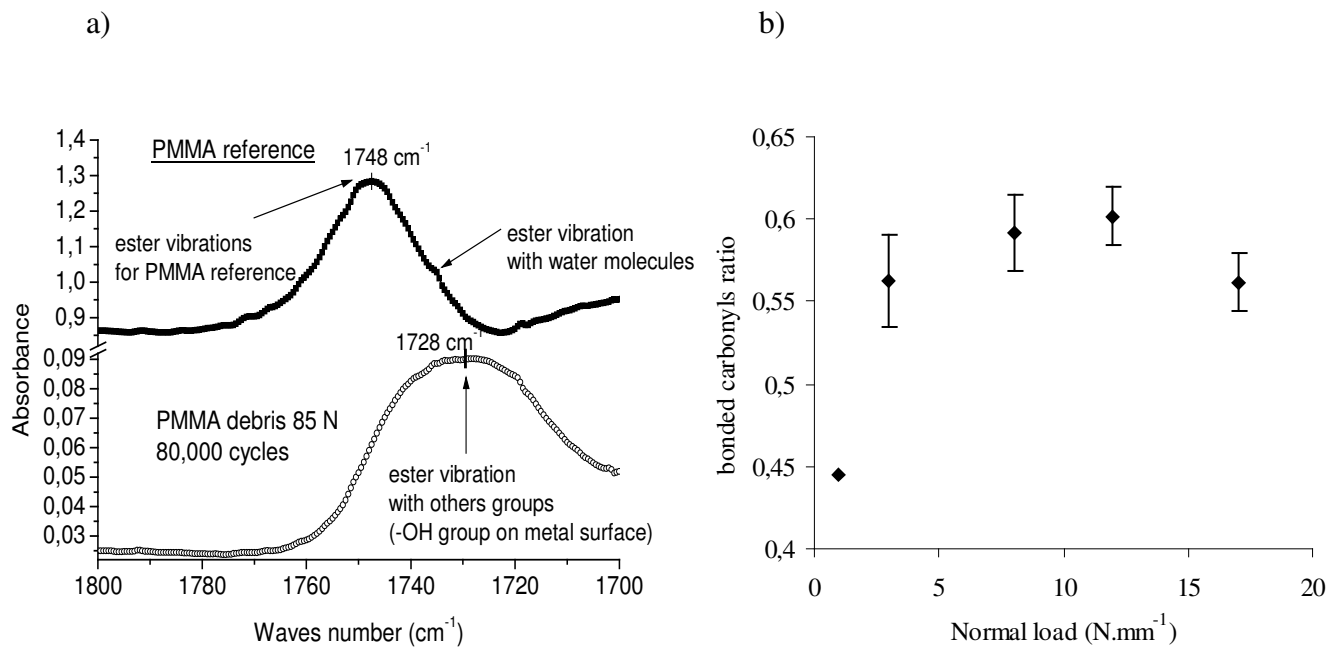 a)
b)
PMMA reference
1748 cm-1
ester vibrations
for PMMA reference
ester vibration
with water molecules
1728 cm-1
PMMA debris 85 N
80,000 cycles
ester vibration
with others groups
(-OH group on metal surface)
Absorbance
1,4
1,3
1,2
1,1
1,0
0,9
0,09
0,08
0,07
0,06
0,05
0,04
0,03
1800 1780 1760 1740 1720 1700
Waves number (cm-1)
bonded carbonyls ratio
0,65
0,6
0,55
0,5
0,45
0,4
0 5 10 15 20
Normal load (N.mm-1)